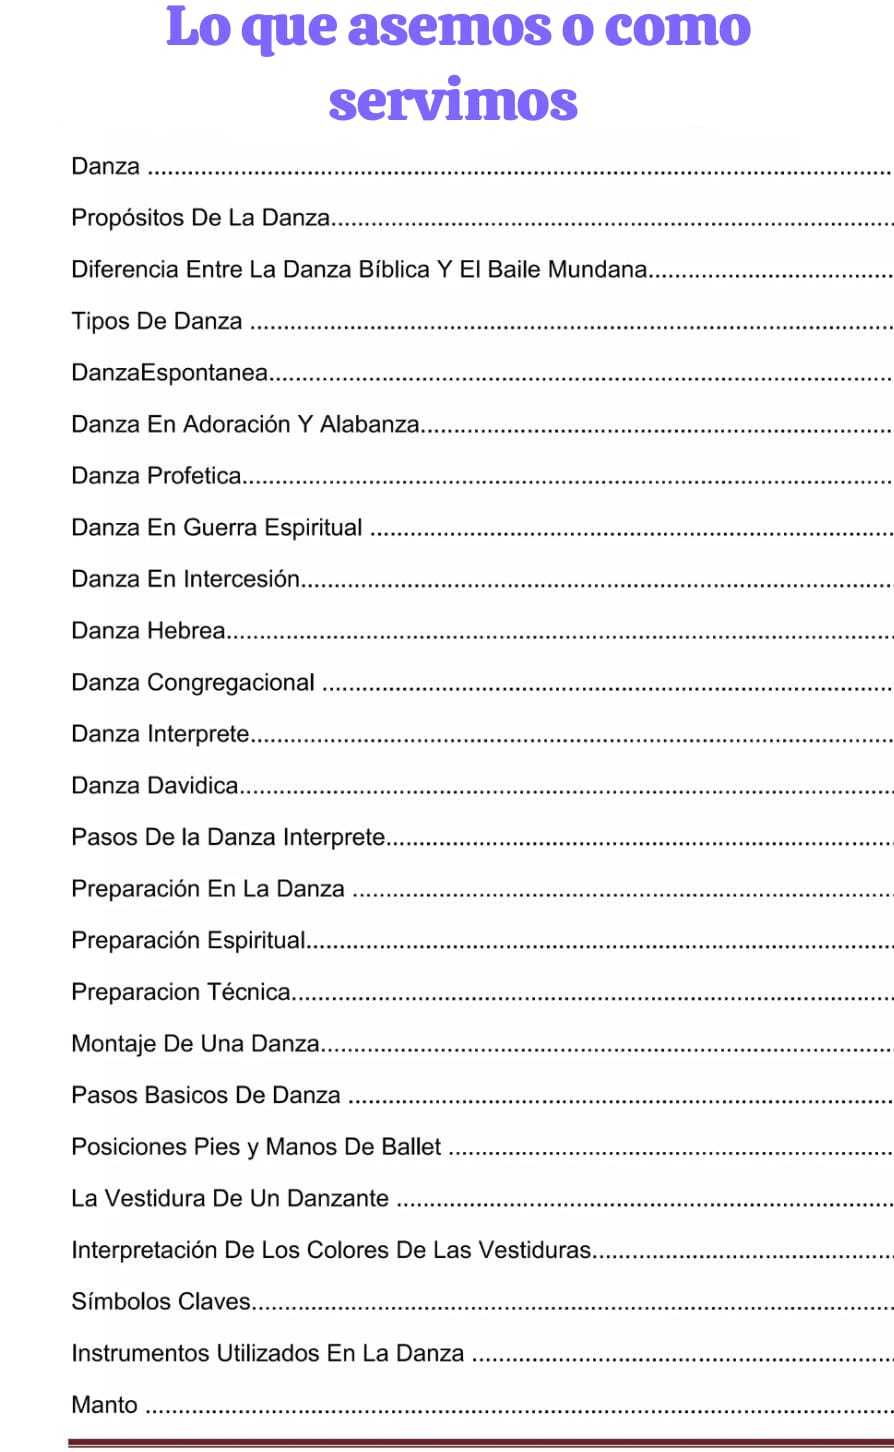 Lo que asemos o como
servimos
Danza ..........................................................................................................
Propósitos De La Danza..............................................................................
Diferencia Entre La Danza Bíblica Y El Baile Mundana....................................
Tipos De Danza ..........................................................................................
DanzaEspontanea.......................................................................................
Danza En Adoración Y Alabanza..................................................................
Danza Profetica...........................................................................................
Danza En Guerra Espiritual .........................................................................
Danza En Intercesión...................................................................................
Danza Hebrea..............................................................................................
Danza Congregacional ................................................................................
Danza Interprete..........................................................................................
Danza Davidica............................................................................................
Pasos De la Danza Interprete.......................................................................
Preparación En La Danza ............................................................................
Preparación Espiritual..................................................................................
Preparacion Técnica....................................................................................
Montaje De Una Danza................................................................................
Pasos Basicos De Danza .............................................................................
Posiciones Pies y Manos De Ballet ..............................................................
La Vestidura De Un Danzante ......................................................................
Interpretación De Los Colores De Las Vestiduras..........................................
Símbolos Claves..........................................................................................
Instrumentos Utilizados En La Danza ...........................................................
Manto ..........................................................................................................